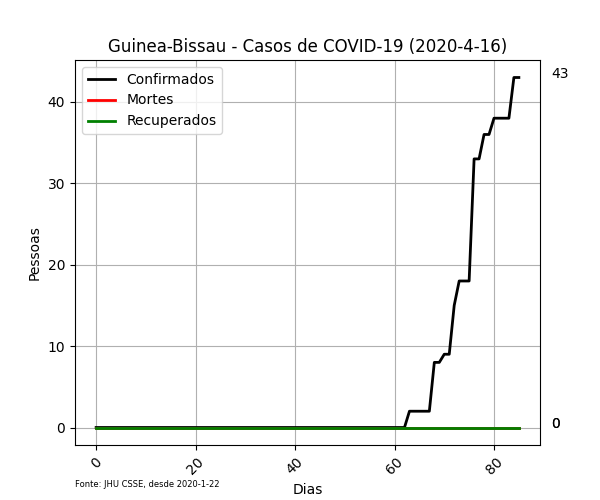 Guinea-Bissau - Casos de COVID-19 (2020-4-16)
Confirmados
Mortes
Recuperados
43
40
30
20
10
0
0
Pessoas
0
20
40
60
80
Dias
Fonte: JHU CSSE, desde 2020-1-22